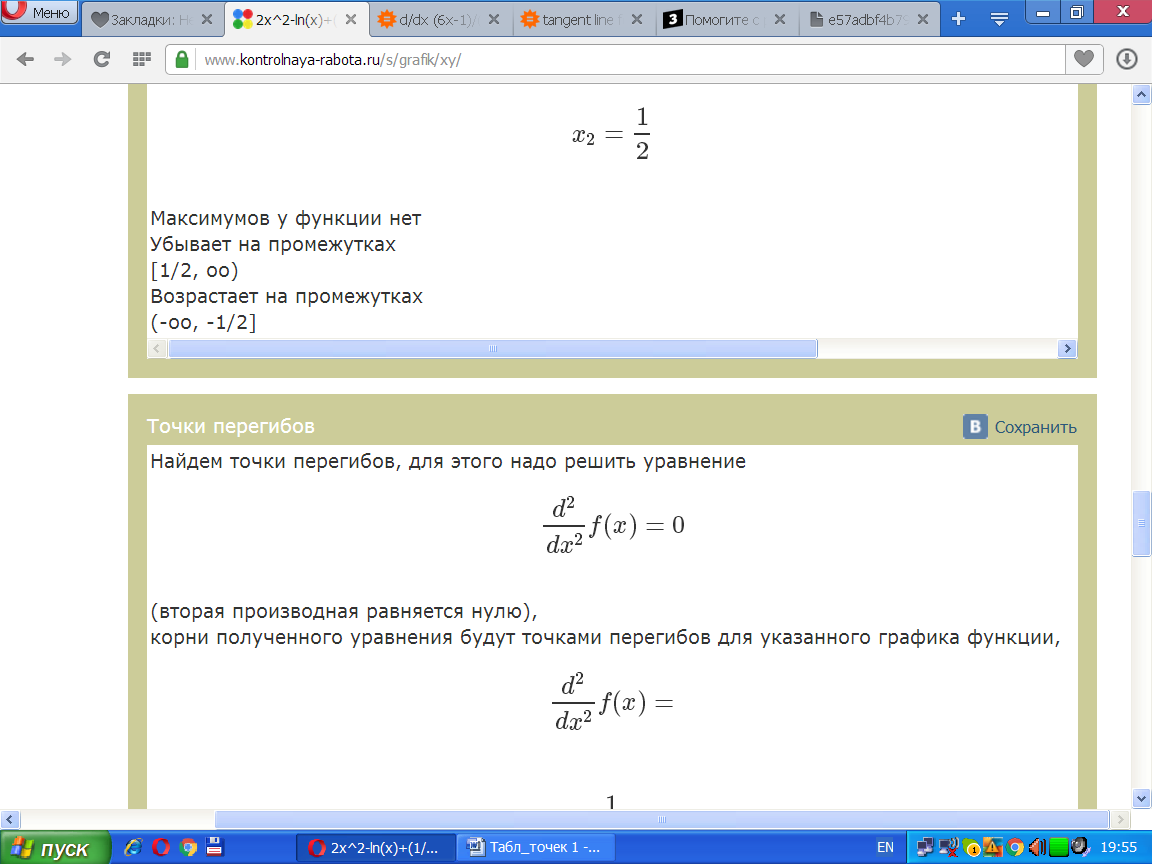 Меню
Закладки: Н
2x^2-ln(x)+(
d/dx (6x-1)/
tangent line f
Помогите с р
e57adbf4b79
www.kontrolnaya-rabota.ru/s/grafik/xy/
x₂ = 1/2
Максимумов у функции нет
Убывает на промежутках
[1/2, oo)
Возрастает на промежутках
(-oo, -1/2]
Точки перегибов
B Сохранить
Найдем точки перегибов, для этого надо решить уравнение
d²/dx² f(x) = 0
(вторая производная равняется нулю),
корни полученного уравнения будут точками перегибов для указанного графика функции,
d²/dx² f(x) =
1
пуск
2x^2-ln(x)+(1/...
Табл_точек 1 -...
EN
19:55